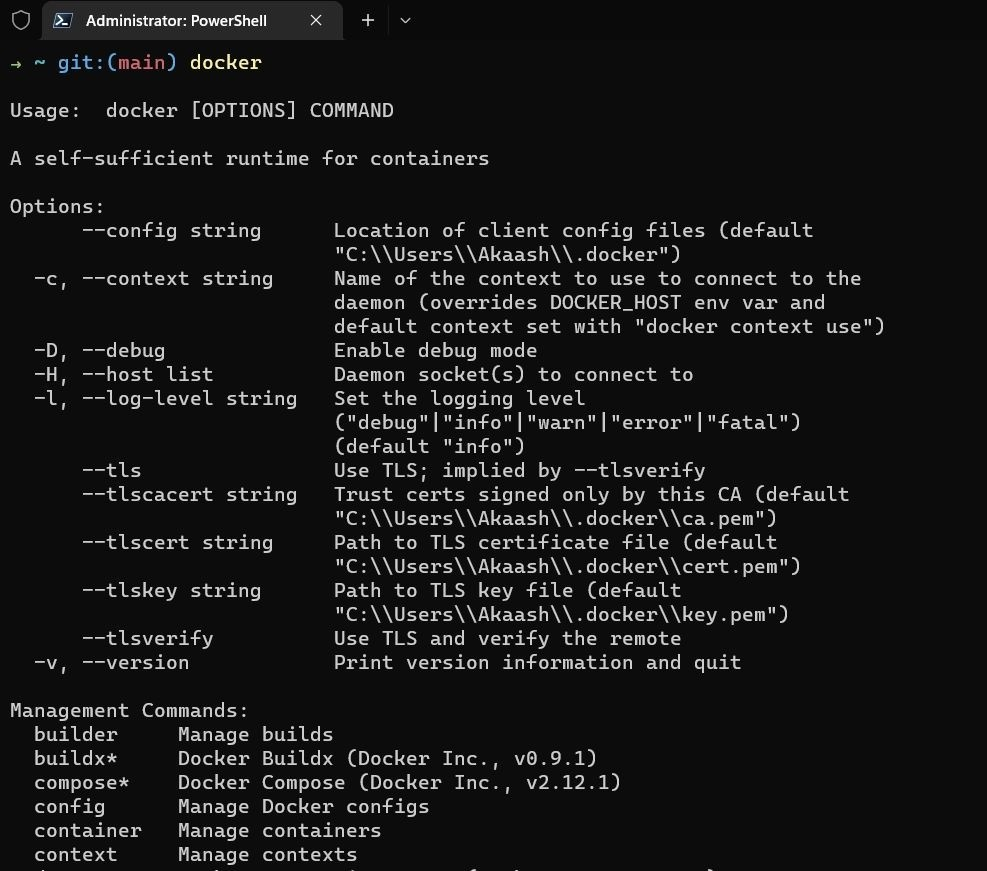 Administrator: PowerShell
→ ~ git:(main) docker
Usage:  docker [OPTIONS] COMMAND
A self-sufficient runtime for containers
Options:
      --config string      Location of client config files (default
                           "C:\\Users\\Akaash\\.docker")
  -c, --context string     Name of the context to use to connect to the
                           daemon (overrides DOCKER_HOST env var and
                           default context set with "docker context use")
  -D, --debug              Enable debug mode
  -H, --host list          Daemon socket(s) to connect to
  -l, --log-level string   Set the logging level
                           ("debug"|"info"|"warn"|"error"|"fatal")
                           (default "info")
      --tls                Use TLS; implied by --tlsverify
      --tlscacert string   Trust certs signed only by this CA (default
                           "C:\\Users\\Akaash\\.docker\\ca.pem")
      --tlscert string     Path to TLS certificate file (default
                           "C:\\Users\\Akaash\\.docker\\cert.pem")
      --tlskey string      Path to TLS key file (default
                           "C:\\Users\\Akaash\\.docker\\key.pem")
      --tlsverify          Use TLS and verify the remote
  -v, --version            Print version information and quit
Management Commands:
  builder     Manage builds
  buildx*     Docker Buildx (Docker Inc., v0.9.1)
  compose*    Docker Compose (Docker Inc., v2.12.1)
  config      Manage Docker configs
  container   Manage containers
  context     Manage contexts